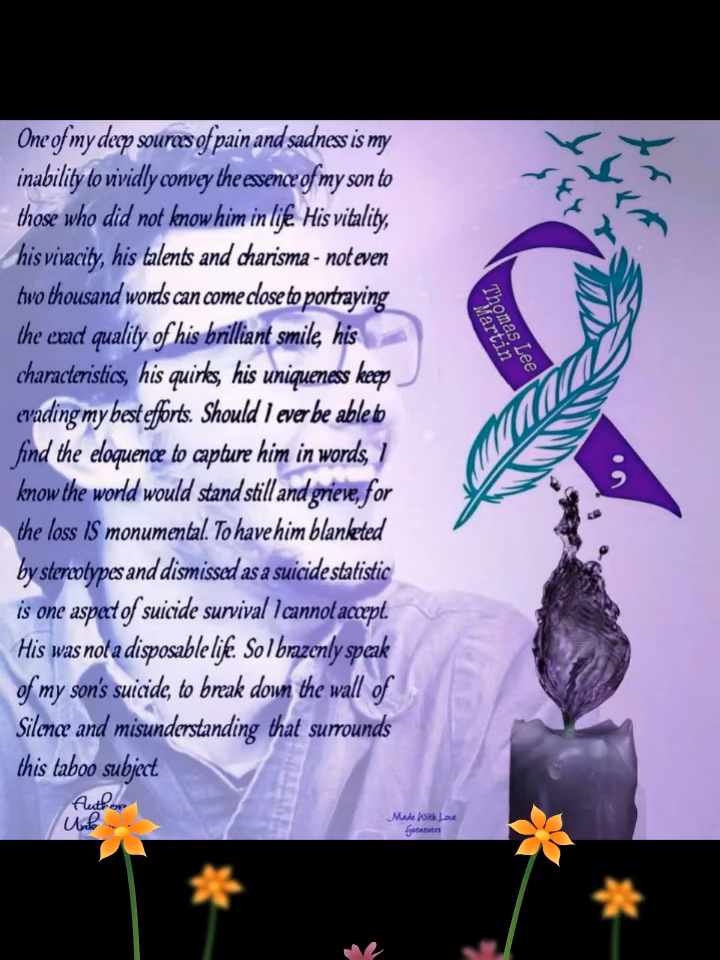 One of my deep sources of pain and sadness is my
inability to vividly convey the essence of my son to
those who did not know him in life. His vitality,
his vivacity, his talents and charisma - not even
two thousand words can come close to portraying
the exact quality of his brilliant smile, his
characteristics, his quirks, his uniqueness keep
evading my best efforts. Should I ever be able to
find the eloquence to capture him in words, I
know the world would stand still and grieve, for
the loss IS monumental. To have him blanketed
by stereotypes and dismissed as a suicide statistic
is one aspect of suicide survival I cannot accept.
His was not a disposable life. So I brazenly speak
of my son's suicide, to break down the wall of
Silence and misunderstanding that surrounds
this taboo subject.
Author
Thomas Lee
Martin
;
Made With Love